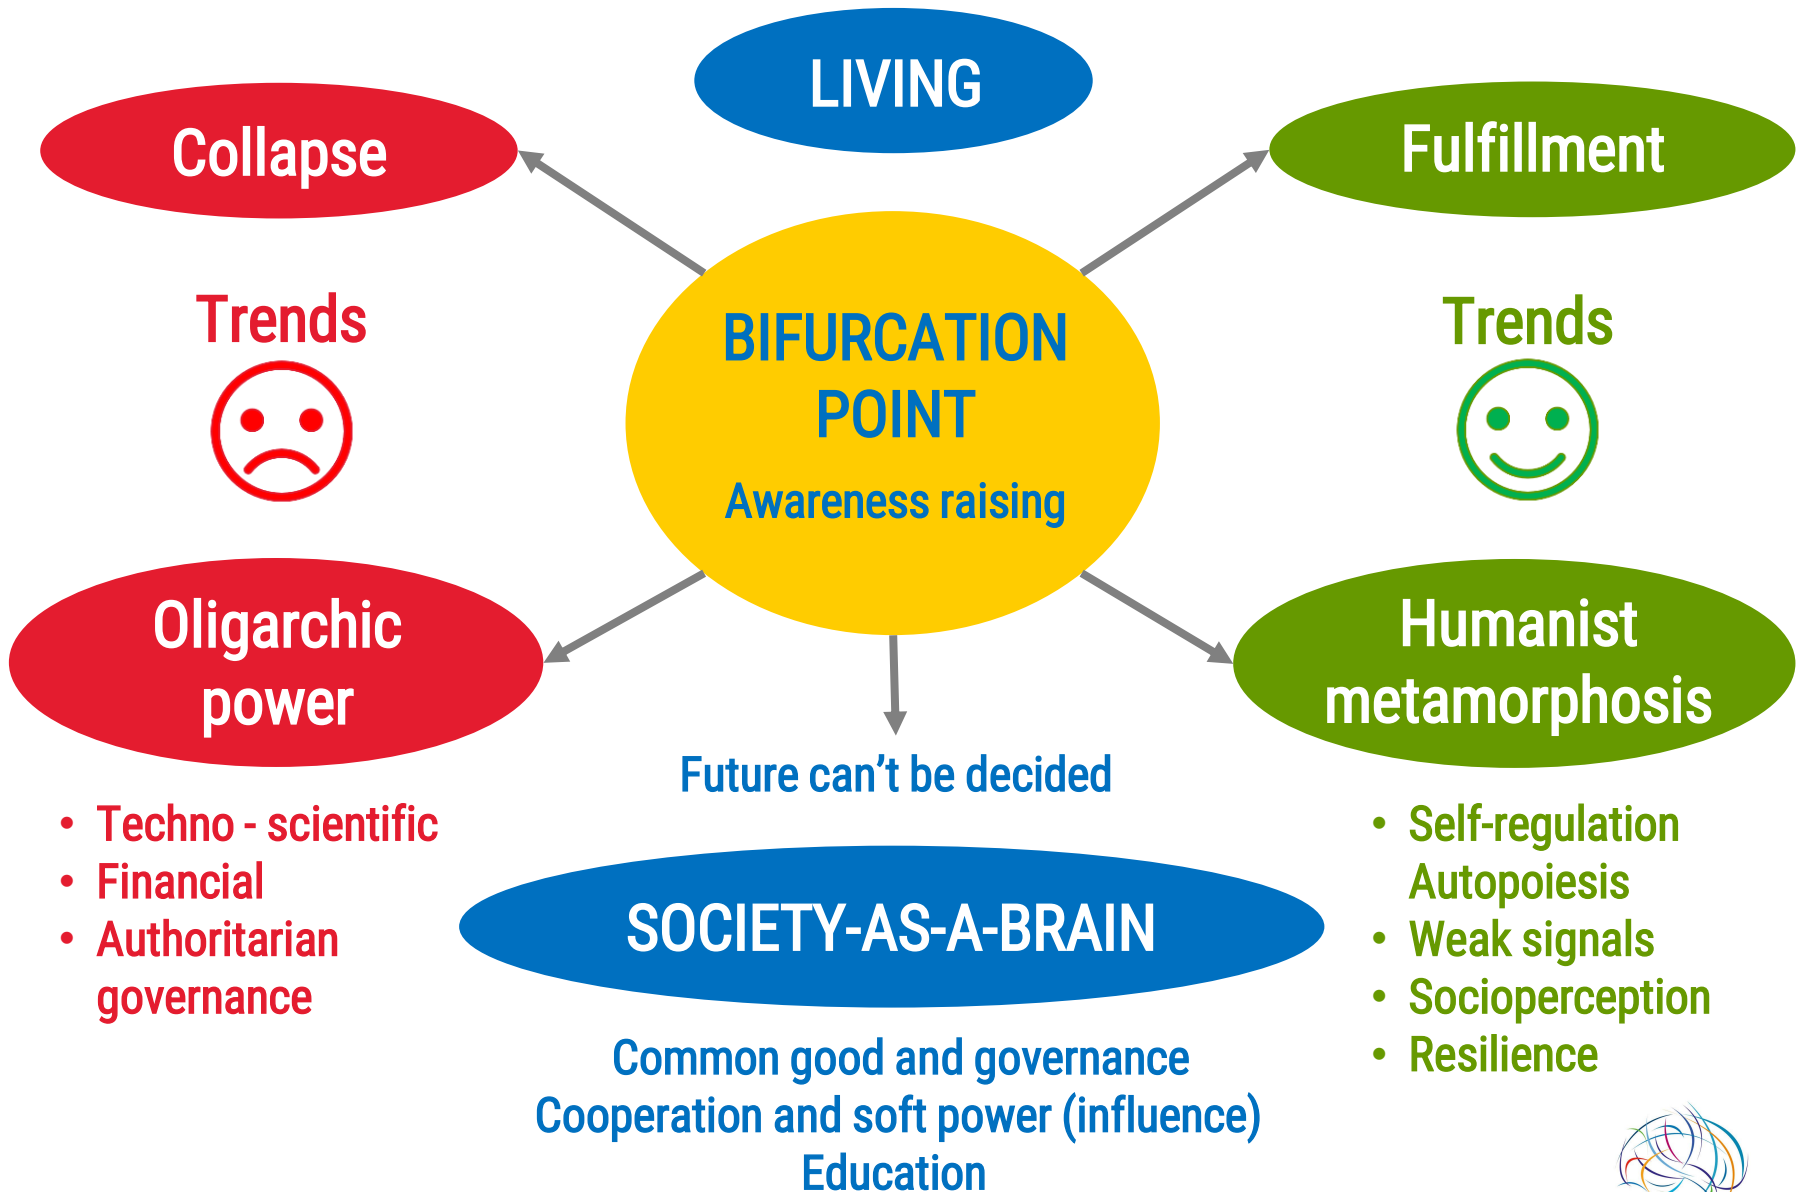 LIVING
Collapse
Fulfillment
Trends
BIFURCATION
POINT
Awareness raising
Trends
Oligarchic
power
Humanist
metamorphosis
Future can’t be decided
• Techno - scientific
• Financial
• Authoritarian
governance
SOCIETY-AS-A-BRAIN
Common good and governance
Cooperation and soft power (influence)
Education
• Self-regulation
Autopoiesis
• Weak signals
• Socioperception
• Resilience